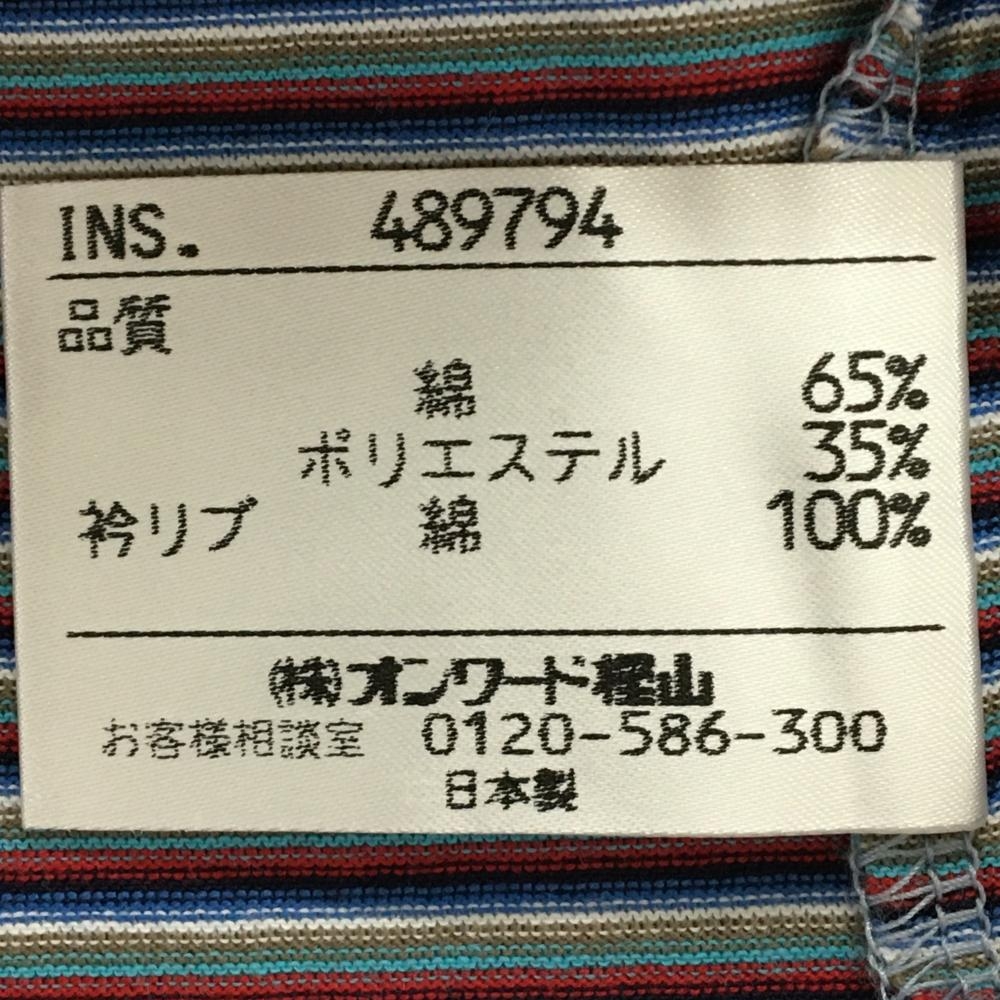 INS. 489794
品質
綿 65%
ポリエステル 35%
衿リブ 綿 100%
㈱オンワード樫山
お客様相談室 0120-586-300
日本製